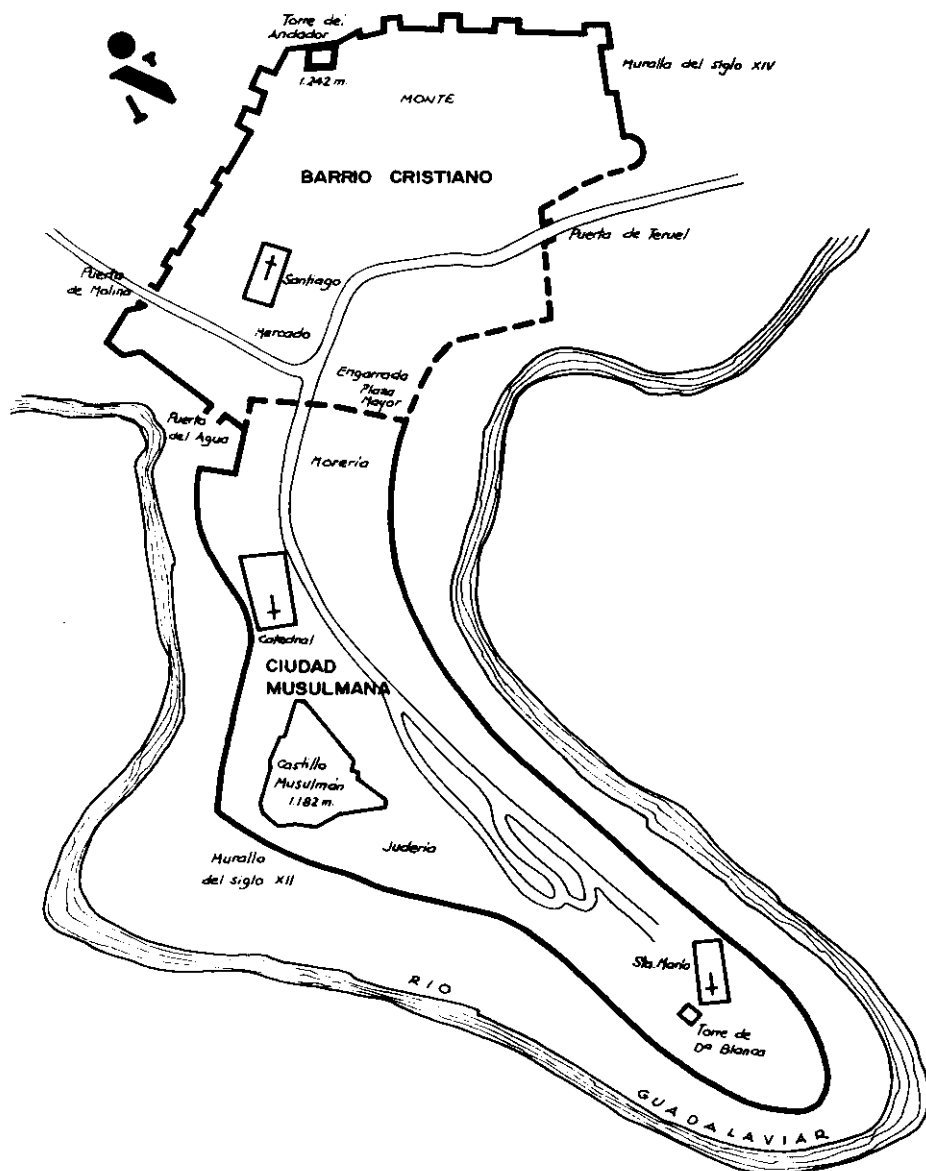 Torre del
Andador
1.242 m.
Muralla del siglo XIV
MONTE
BARRIO CRISTIANO
Puerta de Teruel
Puerta
de Molina
Santiago
Mercado
Engarrada
Plaza
Mayor
Puerta
del Agua
Morería
Catedral
CIUDAD
MUSULMANA
Castillo
Musulmán
1.182 m.
Judería
Muralla
del siglo XII
Sta. María
RIO
Torre de
Dª Blanca
GUADALAVIAR